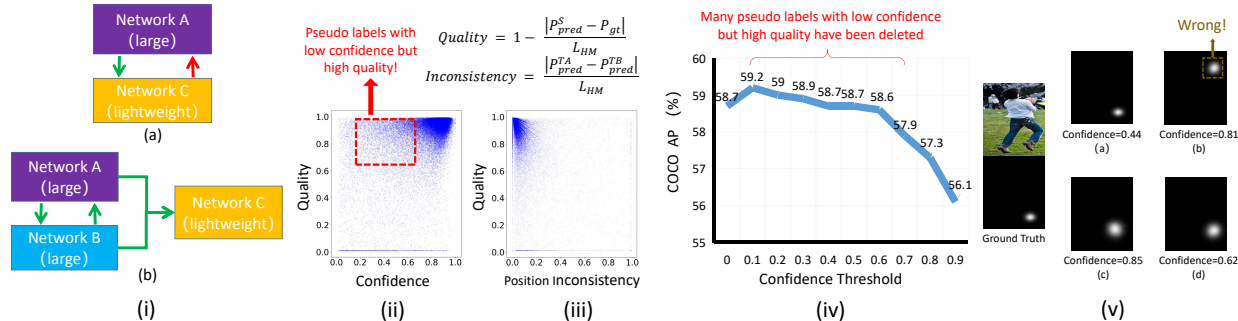 Network A
(large)
Network C
(lightweight)
(a)
Network A
(large)
Network B
(large)
Network C
(lightweight)
(b)
(i)
Pseudo labels with
low confidence but
high quality!
Quality = 1 − |P^S_pred − P_gt| / L_HM
Inconsistency = |P^TA_pred − P^TB_pred| / L_HM
Quality
1.0
0.8
0.6
0.4
0.2
0.0
0.0 0.2 0.4 0.6 0.8 1.0
Confidence
(ii)
Quality
1.0
0.8
0.6
0.4
0.2
0.0
0.0 0.2 0.4 0.6 0.8 1.0
Position Inconsistency
(iii)
Many pseudo labels with low confidence
but high quality have been deleted
COCO AP (%)
60
59
58
57
56
55
58.7
59.2
59
58.9
58.7
58.7
58.6
57.9
57.3
56.1
0 0.1 0.2 0.3 0.4 0.5 0.6 0.7 0.8 0.9
Confidence Threshold
(iv)
Ground Truth
Wrong!
Confidence=0.44
(a)
Confidence=0.81
(b)
Confidence=0.85
(c)
Confidence=0.62
(d)
(v)